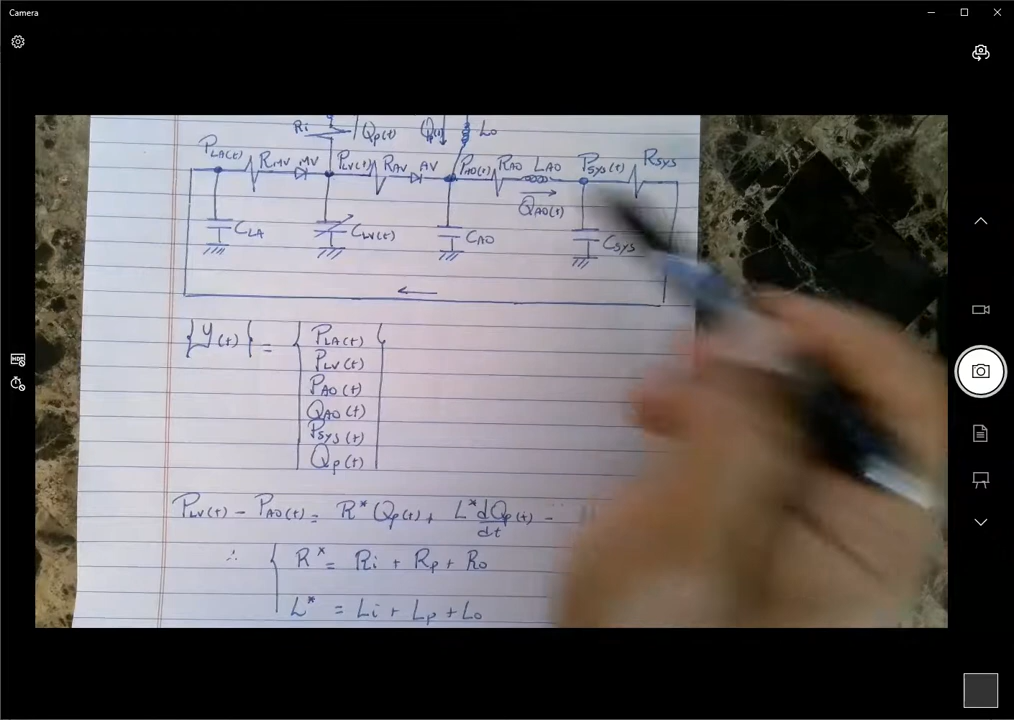 Camera
Ri Qp(t) Qp(t) Lo
PLA(t) RMV MV PLV(t) RAV AV PAO(t) RAO LAO PSYS(t) RSYS
QAO(t)
CLA CLV(t) CAO CSYS
{Y(t)} = { PLA(t) }
PLV(t)
PAO(t)
QAO(t)
PSYS(t)
Qp(t)
PLV(t) - PAO(t) = R* Qp(t) + L* dQp(t) -
dt
∴ { R* = Ri + Rp + Ro
L* = Li + Lp + Lo